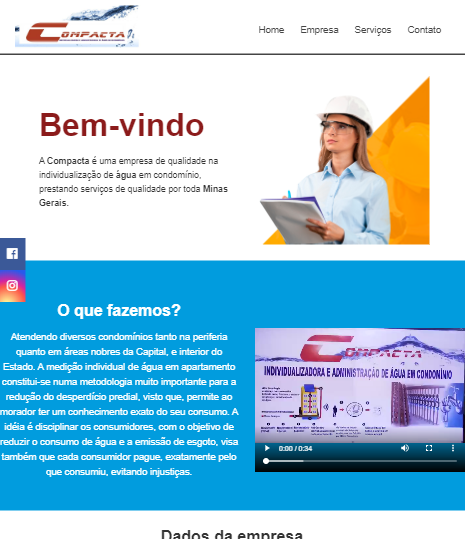 COMPACTA
Home Empresa Serviços Contato
Bem-vindo
A Compacta é uma empresa de qualidade na
individualização de água em condomínio,
prestando serviços de qualidade por toda Minas
Gerais.
O que fazemos?
Atendendo diversos condomínios tanto na periferia
quanto em áreas nobres da Capital, e interior do
Estado. A medição individual de água em apartamento
constitui-se numa metodologia muito importante para a
redução do desperdício predial, visto que, permite ao
morador ter um conhecimento exato do seu consumo. A
idéia é disciplinar os consumidores, com o objetivo de
reduzir o consumo de água e a emissão de esgoto, visa
também que cada consumidor pague, exatamente pelo
que consumiu, evitando injustiças.
COMPACTA
INDIVIDUALIZADORA E ADMINISTRAÇÃO DE ÁGUA EM CONDOMÍNIO
0:00 / 0:34
Dados da empresa